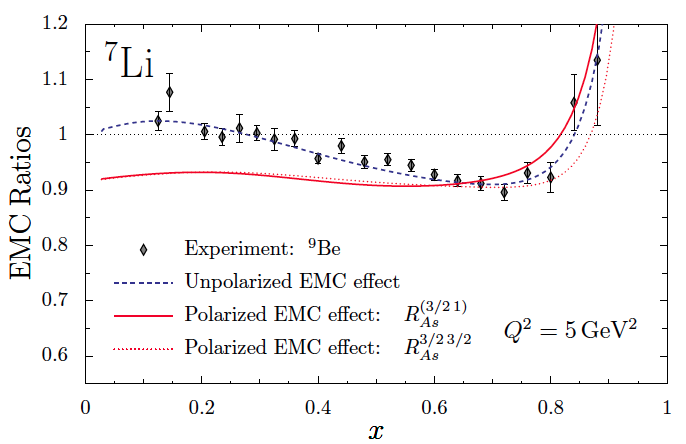 ⁷Li
EMC Ratios
1.2
1.1
1
0.9
0.8
0.7
0.6
Experiment: ⁹Be
Unpolarized EMC effect
Polarized EMC effect: R_{As}^{(3/2 1)}
Polarized EMC effect: R_{As}^{3/2 3/2}
Q² = 5 GeV²
0 0.2 0.4 0.6 0.8 1
x